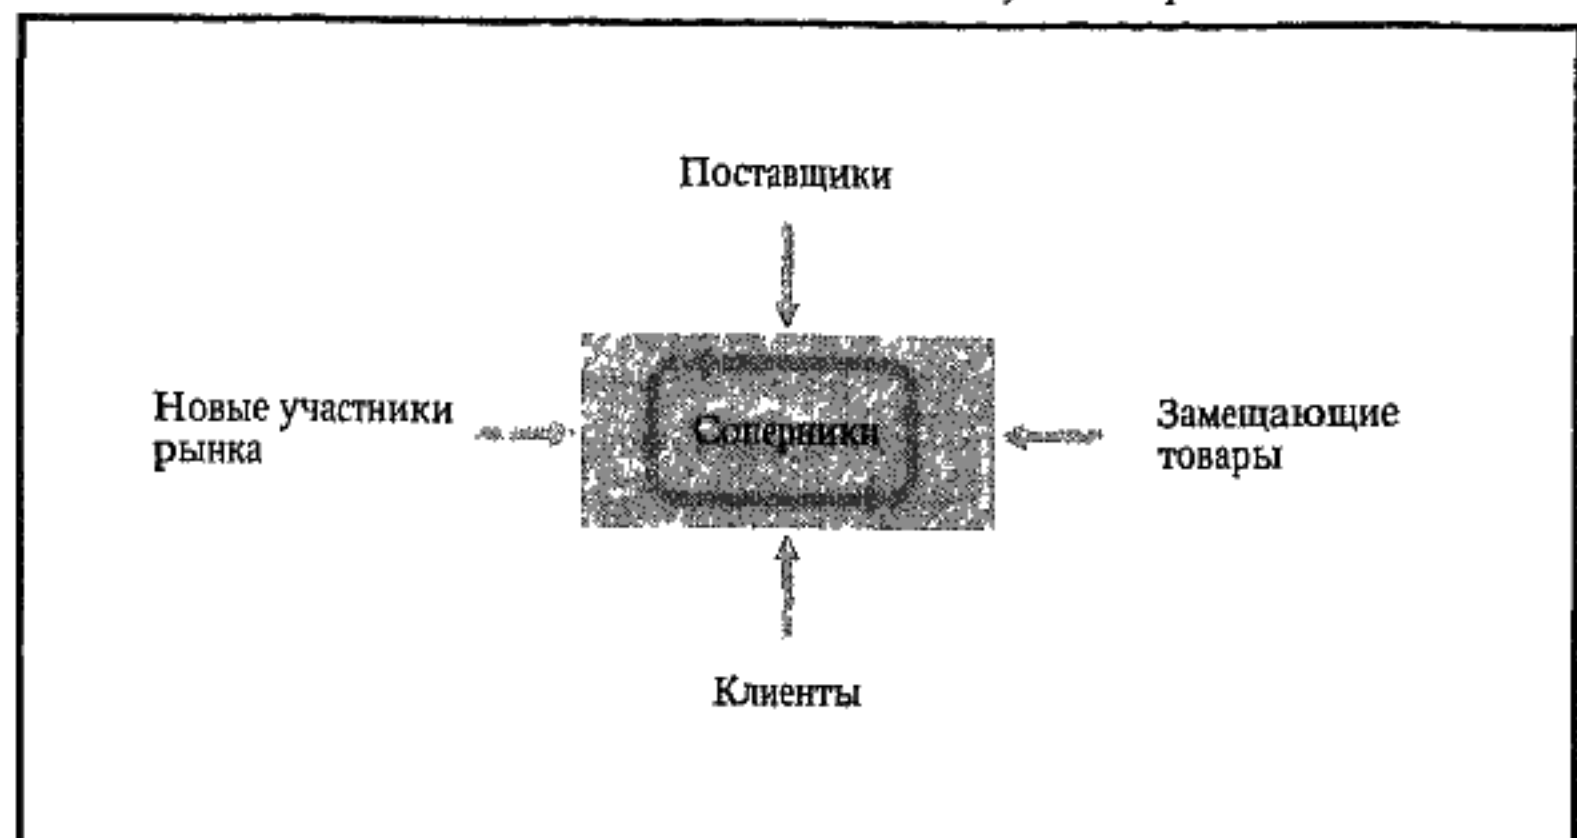 Поставщики
Новые участники
рынка
Соперники
Замещающие
товары
Клиенты